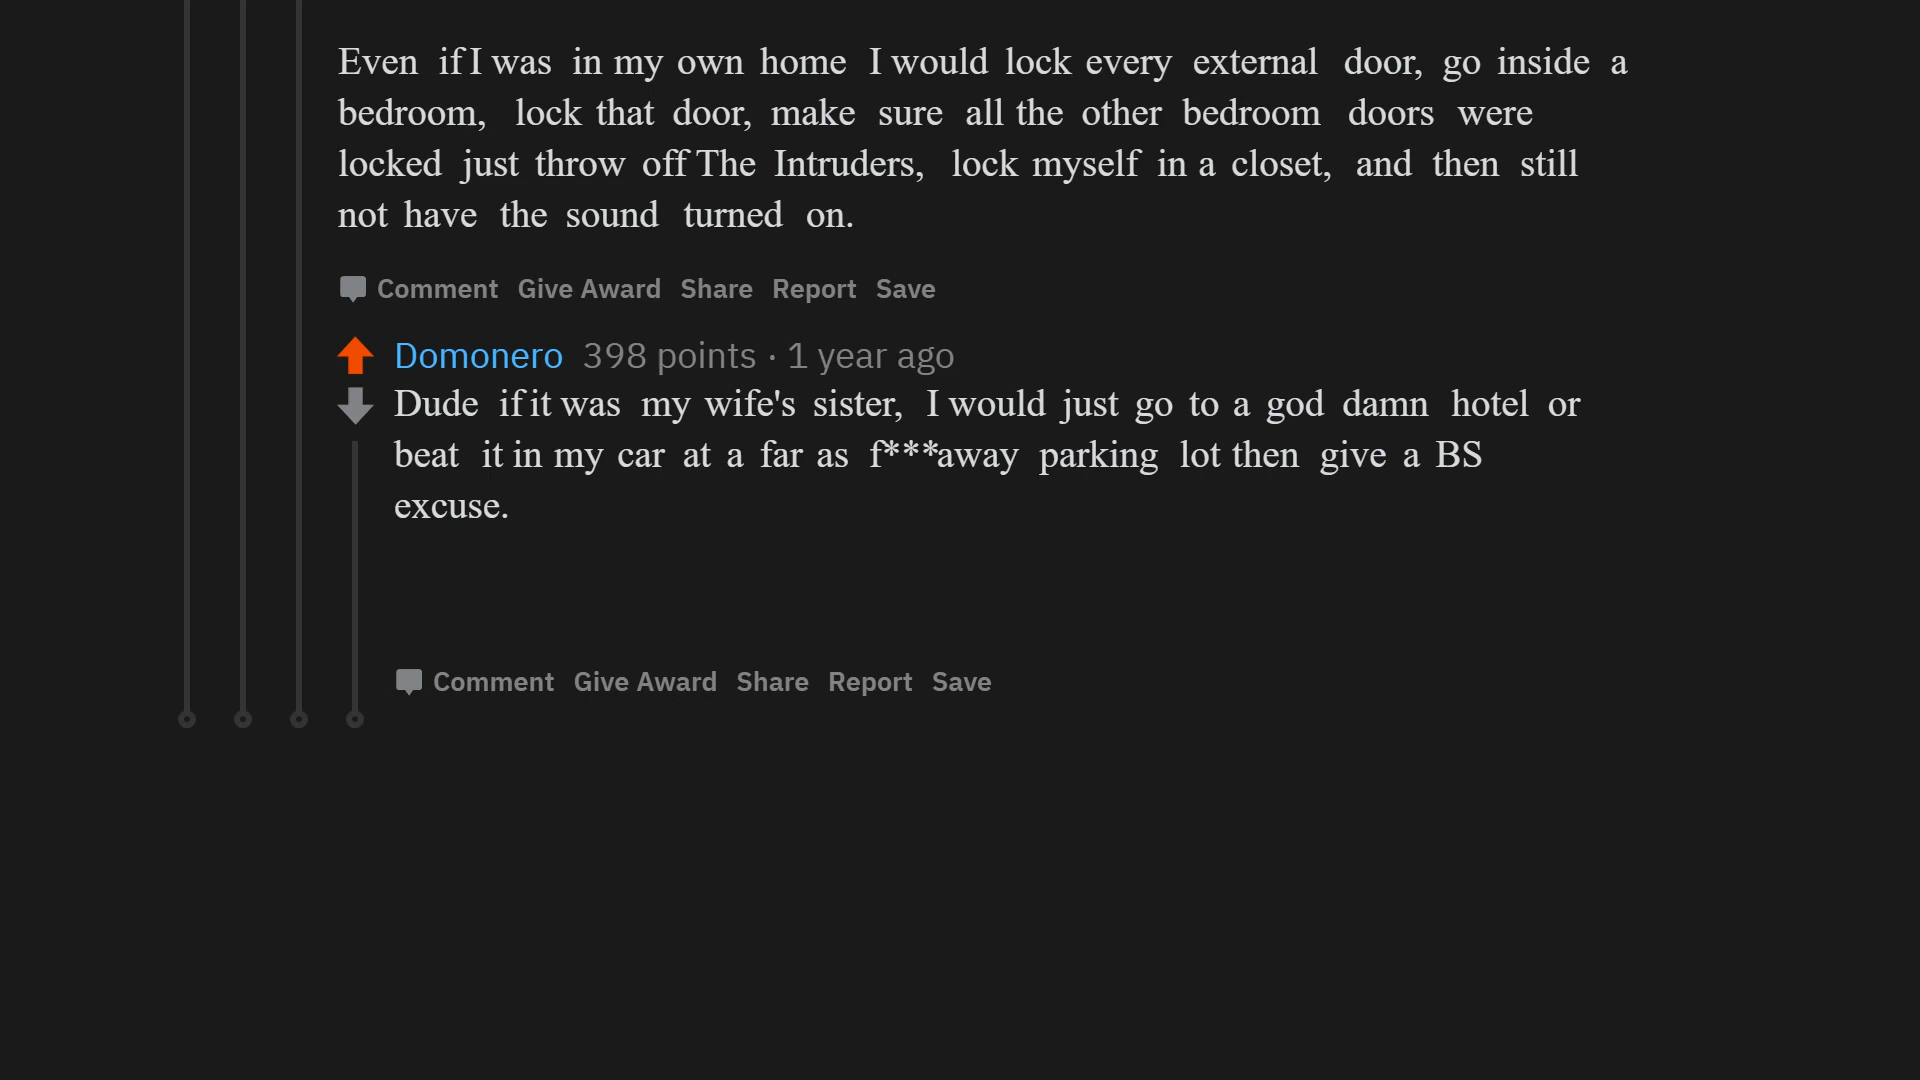 Even if I was in my own home I would lock every external door, go inside a
bedroom, lock that door, make sure all the other bedroom doors were
locked just throw off The Intruders, lock myself in a closet, and then still
not have the sound turned on.
Comment Give Award Share Report Save
Domonero 398 points · 1 year ago
Dude if it was my wife's sister, I would just go to a god damn hotel or
beat it in my car at a far as f***away parking lot then give a BS
excuse.
Comment Give Award Share Report Save